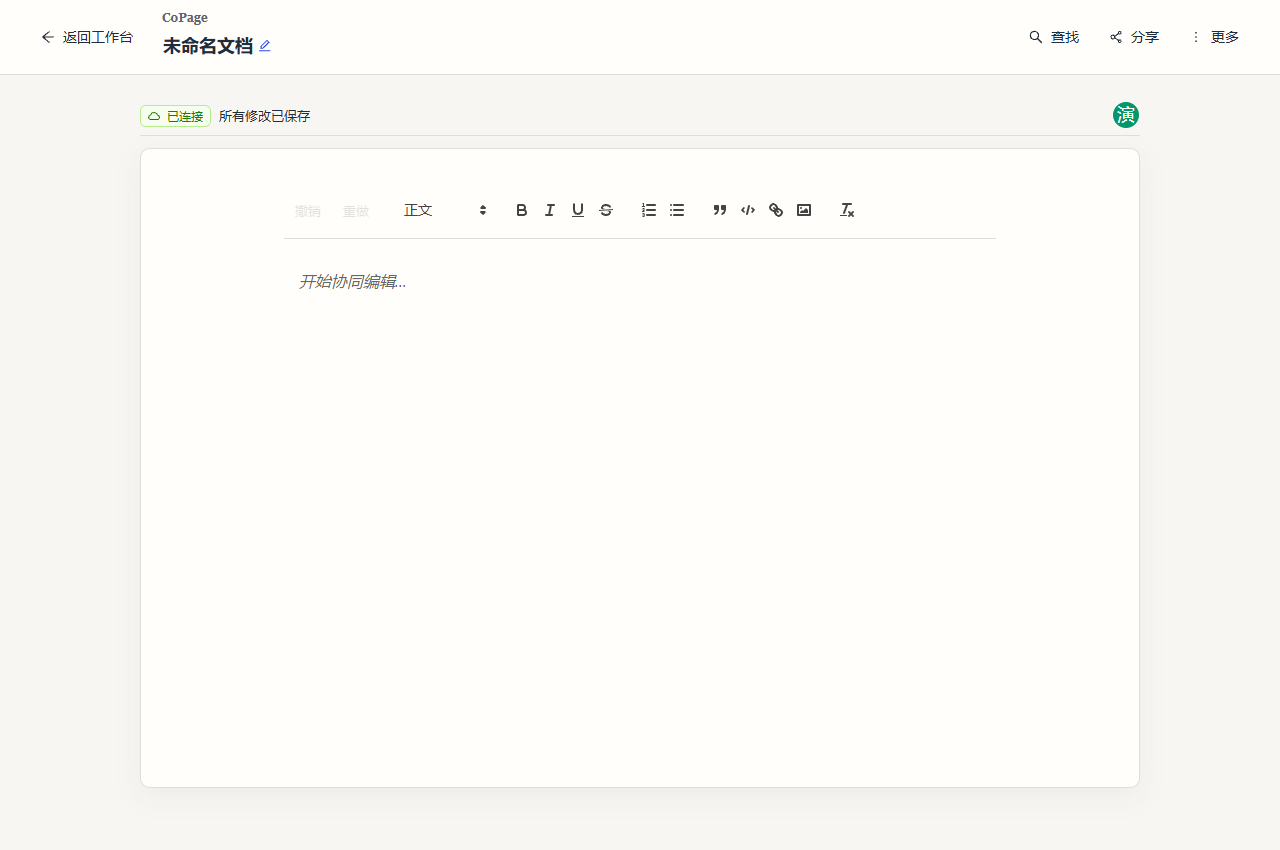 CoPage
返回工作台
未命名文档
查找
分享
更多
已连接 所有修改已保存
演
撤销 重做 正文
开始协同编辑...